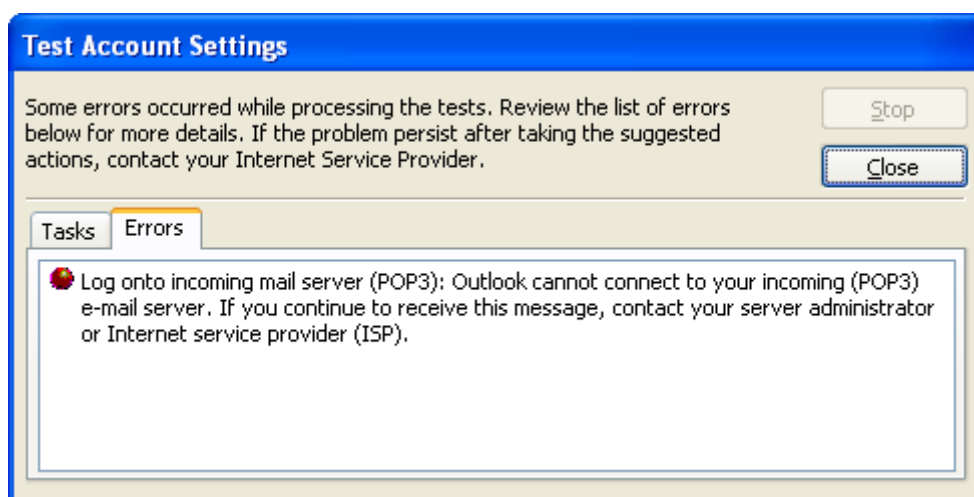 Test Account Settings
Some errors occurred while processing the tests. Review the list of errors
below for more details. If the problem persist after taking the suggested
actions, contact your Internet Service Provider.
Stop
Close
Tasks
Errors
Log onto incoming mail server (POP3): Outlook cannot connect to your incoming (POP3)
e-mail server. If you continue to receive this message, contact your server administrator
or Internet service provider (ISP).